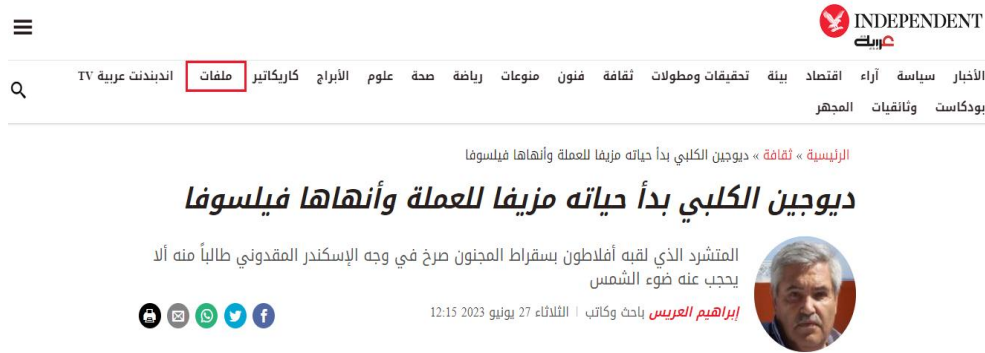 INDEPENDENT
عربية
الأخبار سياسة آراء اقتصاد بيئة تحقيقات ومطولات ثقافة فنون منوعات رياضة صحة علوم الأبراج كاريكاتير ملفات اندبندنت عربية TV
بودكاست وثائقيات المجهر
الرئيسية » ثقافة » ديوجين الكلبي بدأ حياته مزيفا للعملة وأنهاها فيلسوفا
ديوجين الكلبي بدأ حياته مزيفا للعملة وأنهاها فيلسوفا
المتشرد الذي لقبه أفلاطون بسقراط المجنون صرخ في وجه الإسكندر المقدوني طالباً منه ألا
يحجب عنه ضوء الشمس
إبراهيم العريس باحث وكاتب | الثلاثاء 27 يونيو 2023 12:15